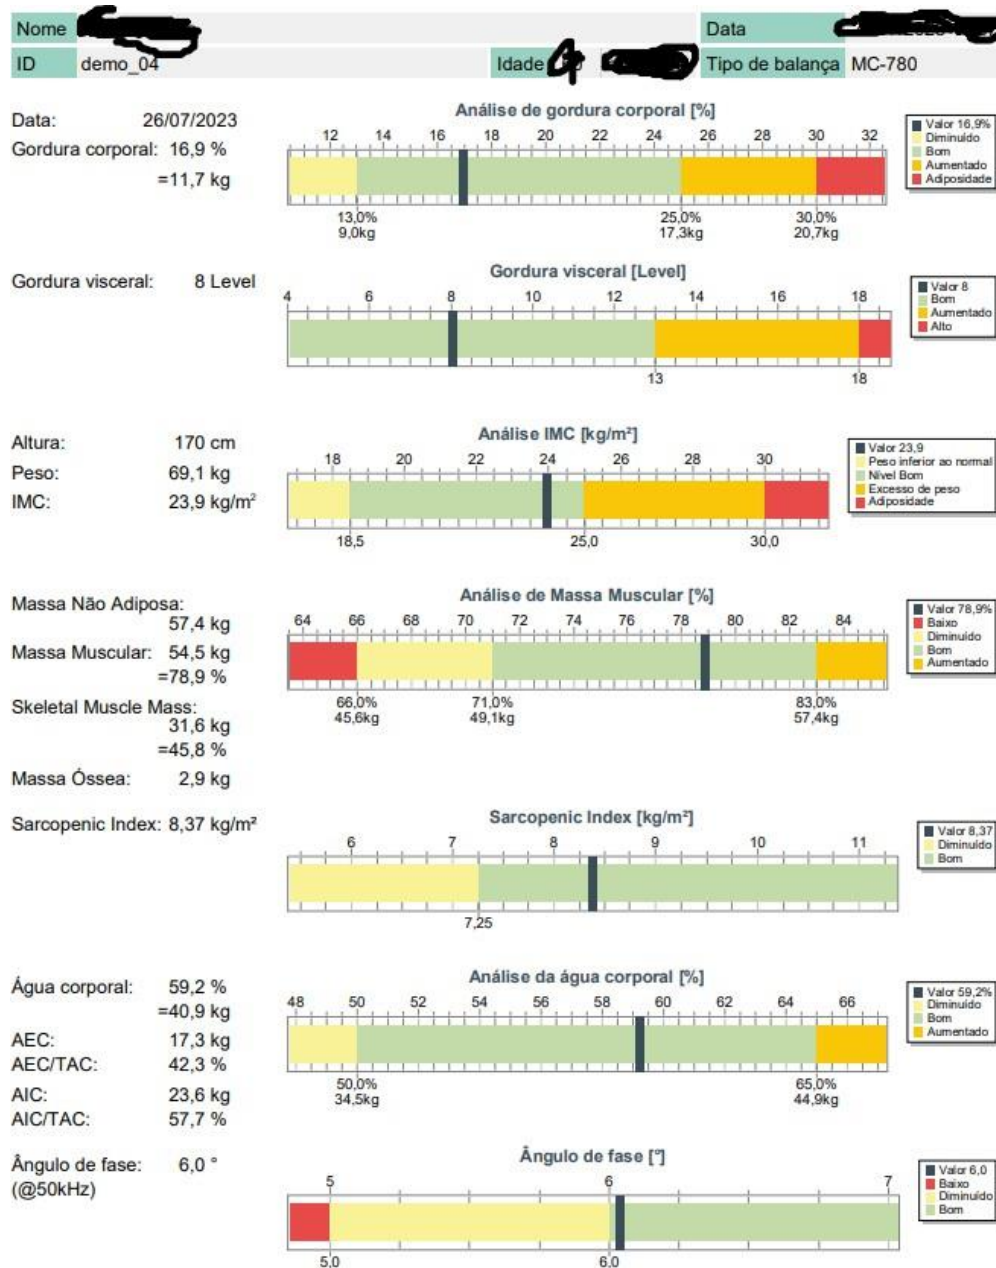 Nome Data
ID demo_04 Idade Tipo de balança MC-780
Análise de gordura corporal [%]
Data: 26/07/2023
12 14 16 18 20 22 24 26 28 30 32
Gordura corporal: 16,9 %
=11,7 kg
Valor 16,9%
Diminuído
Bom
Aumentado
Adiposidade
13,0% 25,0% 30,0%
9,0kg 17,3kg 20,7kg
Gordura visceral [Level]
Gordura visceral: 8 Level
4 6 8 10 12 14 16 18
Valor 8
Bom
Aumentado
Alto
13 18
Análise IMC [kg/m²]
Altura: 170 cm
Peso: 69,1 kg
IMC: 23,9 kg/m²
18 20 22 24 26 28 30
Valor 23,9
Peso inferior ao normal
Nível Bom
Excesso de peso
Adiposidade
18,5 25,0 30,0
Análise de Massa Muscular [%]
Massa Não Adiposa:
57,4 kg
Massa Muscular: 54,5 kg
=78,9 %
Skeletal Muscle Mass:
31,6 kg
=45,8 %
Massa Óssea: 2,9 kg
64 66 68 70 72 74 76 78 80 82 84
Valor 78,9%
Baixo
Diminuído
Bom
Aumentado
66,0% 71,0% 83,0%
45,6kg 49,1kg 57,4kg
Sarcopenic Index [kg/m²]
Sarcopenic Index: 8,37 kg/m²
6 7 8 9 10 11
Valor 8,37
Diminuído
Bom
7,25
Análise da água corporal [%]
Água corporal: 59,2 %
=40,9 kg
AEC: 17,3 kg
AEC/TAC: 42,3 %
AIC: 23,6 kg
AIC/TAC: 57,7 %
48 50 52 54 56 58 60 62 64 66
Valor 59,2%
Diminuído
Bom
Aumentado
50,0% 65,0%
34,5kg 44,9kg
Ângulo de fase [°]
Ângulo de fase: 6,0 °
(@50kHz)
5 6 7
Valor 6,0
Baixo
Diminuído
Bom
5,0 6,0